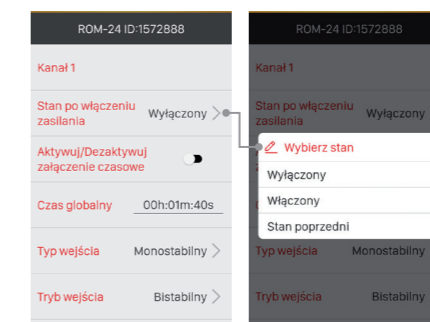 ROM-24 ID:1572888
Kanał 1
Stan po włączeniu
zasilania
Wyłączony
Aktywuj/Dezaktywuj
załączenie czasowe
Czas globalny
00h:01m:40s
Typ wejścia
Monostabilny
Tryb wejścia
Bistabilny
ROM-24 ID:1572888
Kanał 1
Stan po włączeniu
zasilania
Wyłączony
Wybierz stan
Wyłączony
Włączony
Stan poprzedni
Typ wejścia
Monostabilny
Tryb wejścia
Bistabilny